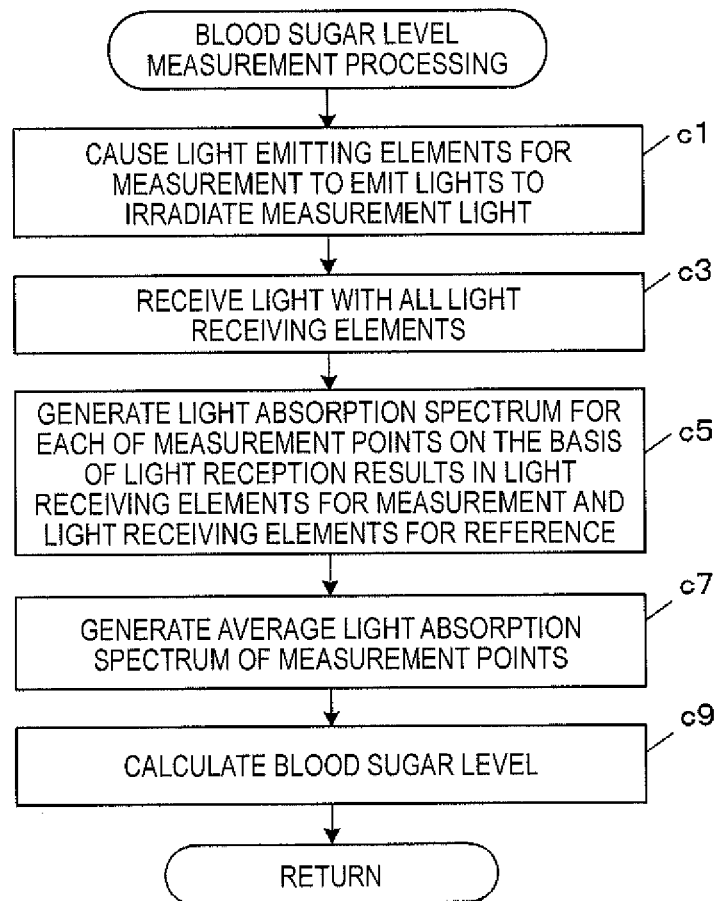 BLOOD SUGAR LEVEL
MEASUREMENT PROCESSING
c1
CAUSE LIGHT EMITTING ELEMENTS FOR
MEASUREMENT TO EMIT LIGHTS TO
IRRADIATE MEASUREMENT LIGHT
c3
RECEIVE LIGHT WITH ALL LIGHT
RECEIVING ELEMENTS
c5
GENERATE LIGHT ABSORPTION SPECTRUM FOR
EACH OF MEASUREMENT POINTS ON THE BASIS
OF LIGHT RECEPTION RESULTS IN LIGHT
RECEIVING ELEMENTS FOR MEASUREMENT AND
LIGHT RECEIVING ELEMENTS FOR REFERENCE
c7
GENERATE AVERAGE LIGHT ABSORPTION
SPECTRUM OF MEASUREMENT POINTS
c9
CALCULATE BLOOD SUGAR LEVEL
RETURN